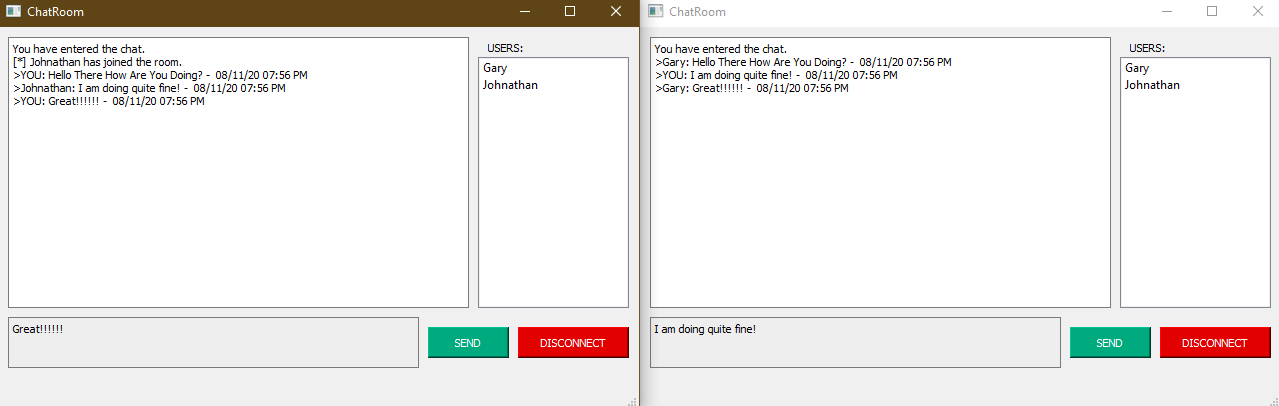 ChatRoom
You have entered the chat.
[*] Johnathan has joined the room.
>YOU: Hello There How Are You Doing? - 08/11/20 07:56 PM
>Johnathan: I am doing quite fine! - 08/11/20 07:56 PM
>YOU: Great!!!!!! - 08/11/20 07:56 PM
USERS:
Gary
Johnathan
Great!!!!!!
SEND
DISCONNECT
ChatRoom
You have entered the chat.
>Gary: Hello There How Are You Doing? - 08/11/20 07:56 PM
>YOU: I am doing quite fine! - 08/11/20 07:56 PM
>Gary: Great!!!!!! - 08/11/20 07:56 PM
USERS:
Gary
Johnathan
I am doing quite fine!
SEND
DISCONNECT